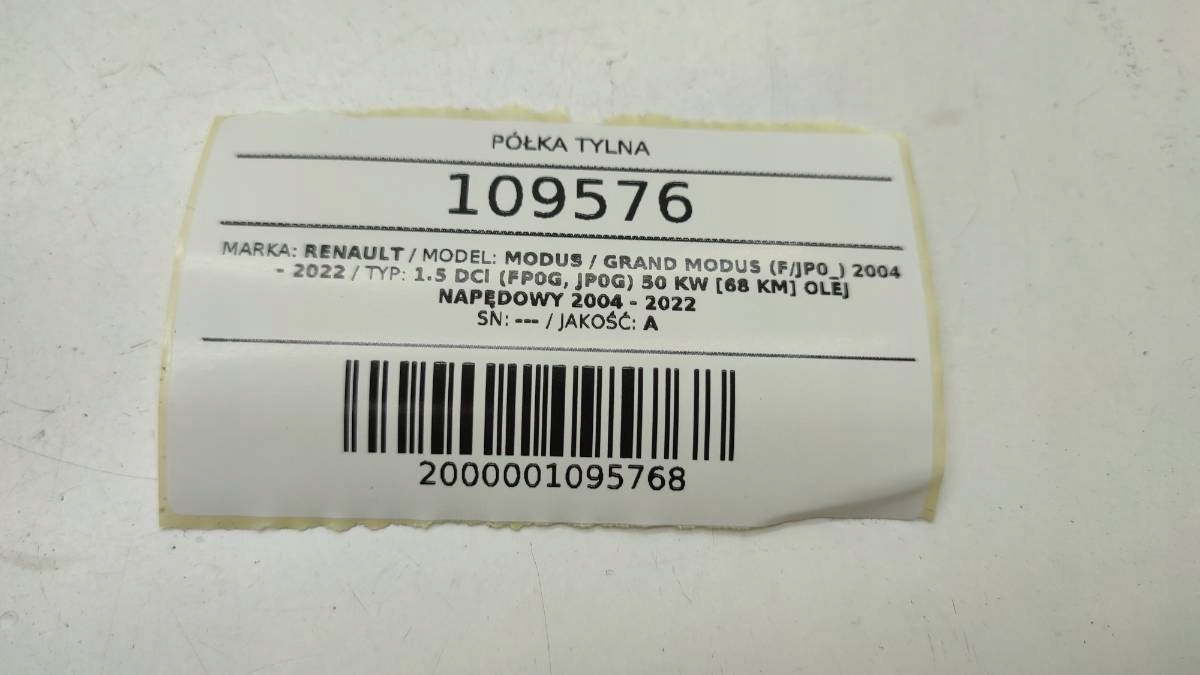 PÓŁKA TYLNA
109576
MARKA: RENAULT / MODEL: MODUS / GRAND MODUS (F/JP0_) 2004
- 2022 / TYP: 1.5 DCI (FP0G, JP0G) 50 KW [68 KM] OLEJ
NAPĘDOWY 2004 - 2022
SN: --- / JAKOŚĆ: A
2000001095768